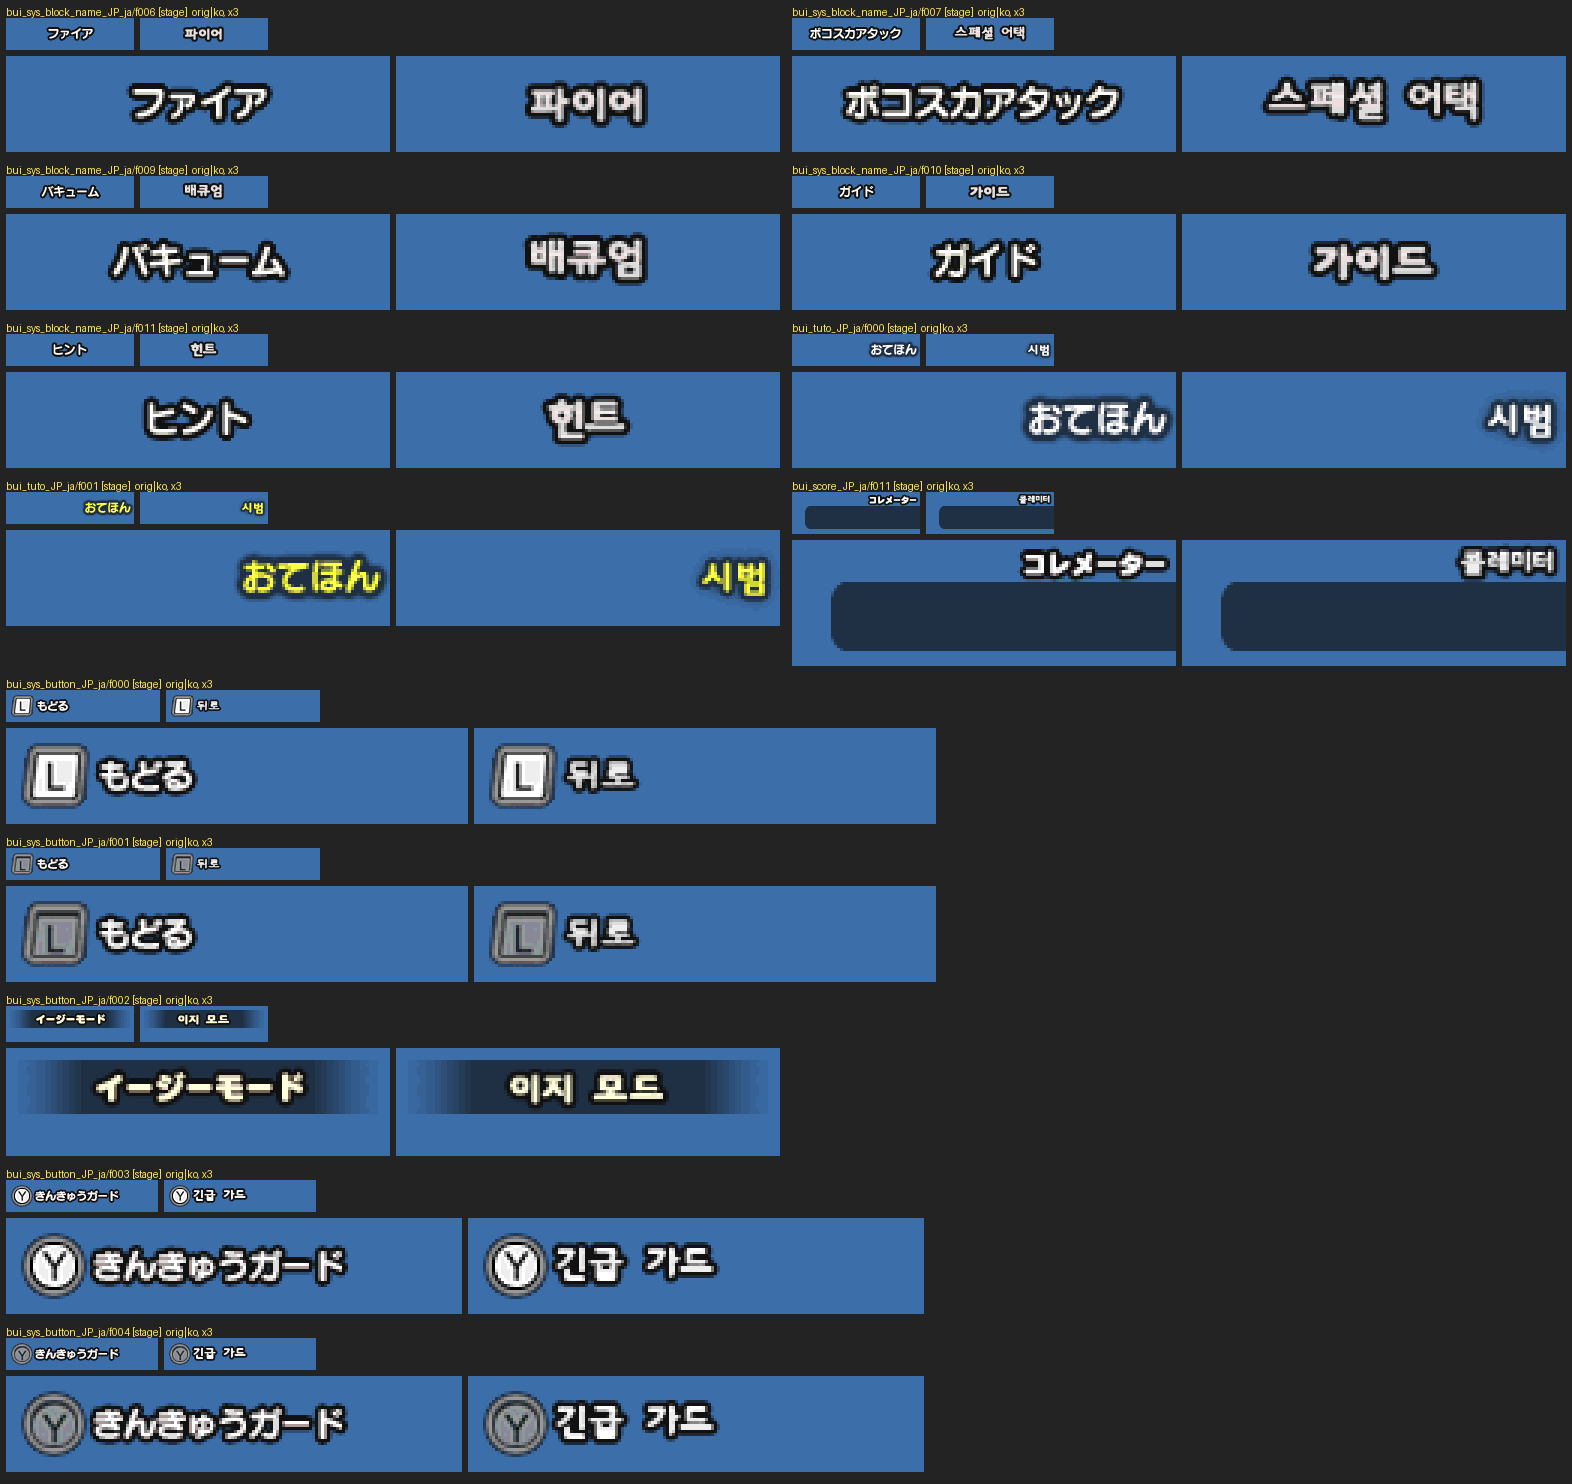 bui_sys_block_name_JP_ja/f006 [stage] orig|ko, x3
ファイア 파이어
ファイア 파이어
bui_sys_block_name_JP_ja/f007 [stage] orig|ko, x3
ボコスカアタック 스페셜 어택
ボコスカアタック 스페셜 어택
bui_sys_block_name_JP_ja/f009 [stage] orig|ko, x3
バキューム 배큐엄
バキューム 배큐엄
bui_sys_block_name_JP_ja/f010 [stage] orig|ko, x3
ガイド 가이드
ガイド 가이드
bui_sys_block_name_JP_ja/f011 [stage] orig|ko, x3
ヒント 힌트
ヒント 힌트
bui_tuto_JP_ja/f000 [stage] orig|ko, x3
おてほん 시범
おてほん 시범
bui_tuto_JP_ja/f001 [stage] orig|ko, x3
おてほん 시범
おてほん 시범
bui_score_JP_ja/f011 [stage] orig|ko, x3
コレメーター 콜레미터
コレメーター 콜레미터
bui_sys_button_JP_ja/f000 [stage] orig|ko, x3
L もどる L 뒤로
L もどる L 뒤로
bui_sys_button_JP_ja/f001 [stage] orig|ko, x3
L もどる L 뒤로
L もどる L 뒤로
bui_sys_button_JP_ja/f002 [stage] orig|ko, x3
イージーモード 이지 모드
イージーモード 이지 모드
bui_sys_button_JP_ja/f003 [stage] orig|ko, x3
Y きんきゅうガード Y 긴급 가드
Y きんきゅうガード Y 긴급 가드
bui_sys_button_JP_ja/f004 [stage] orig|ko, x3
Y きんきゅうガード Y 긴급 가드
Y きんきゅうガード Y 긴급 가드